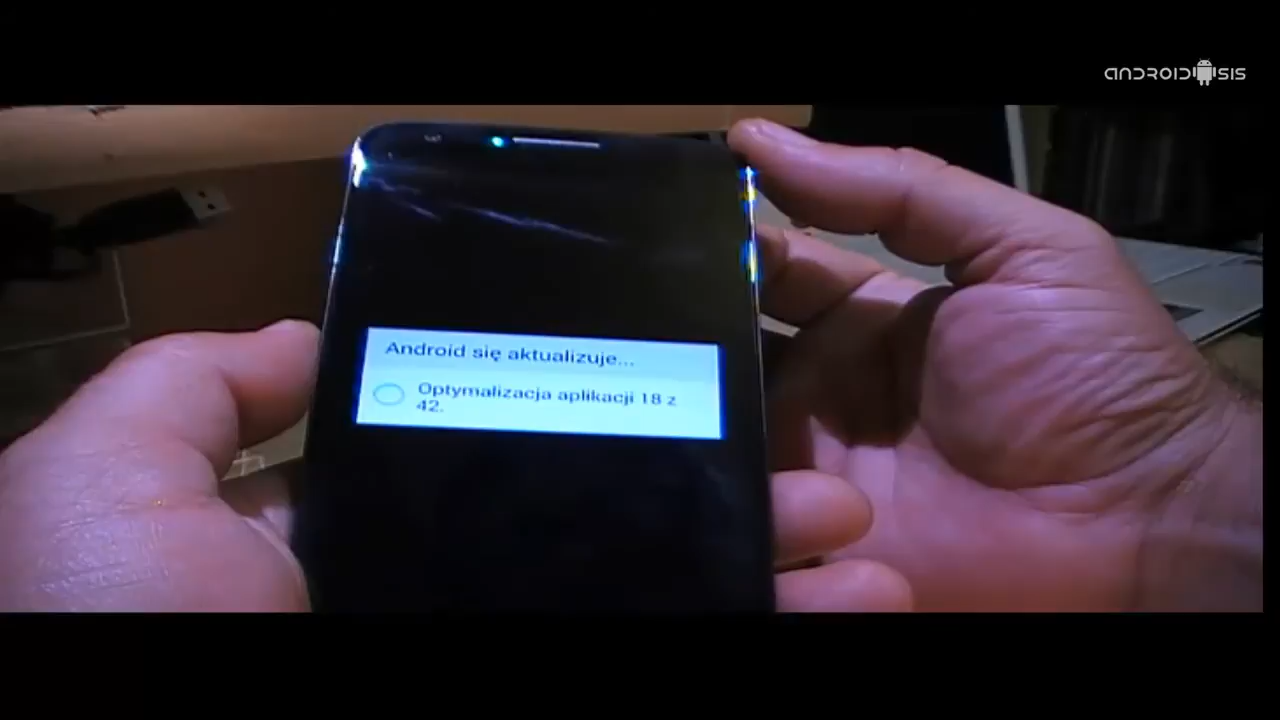 ANDROIDSIS
Android się aktualizuje...
Optymalizacja aplikacji 18 z
42.